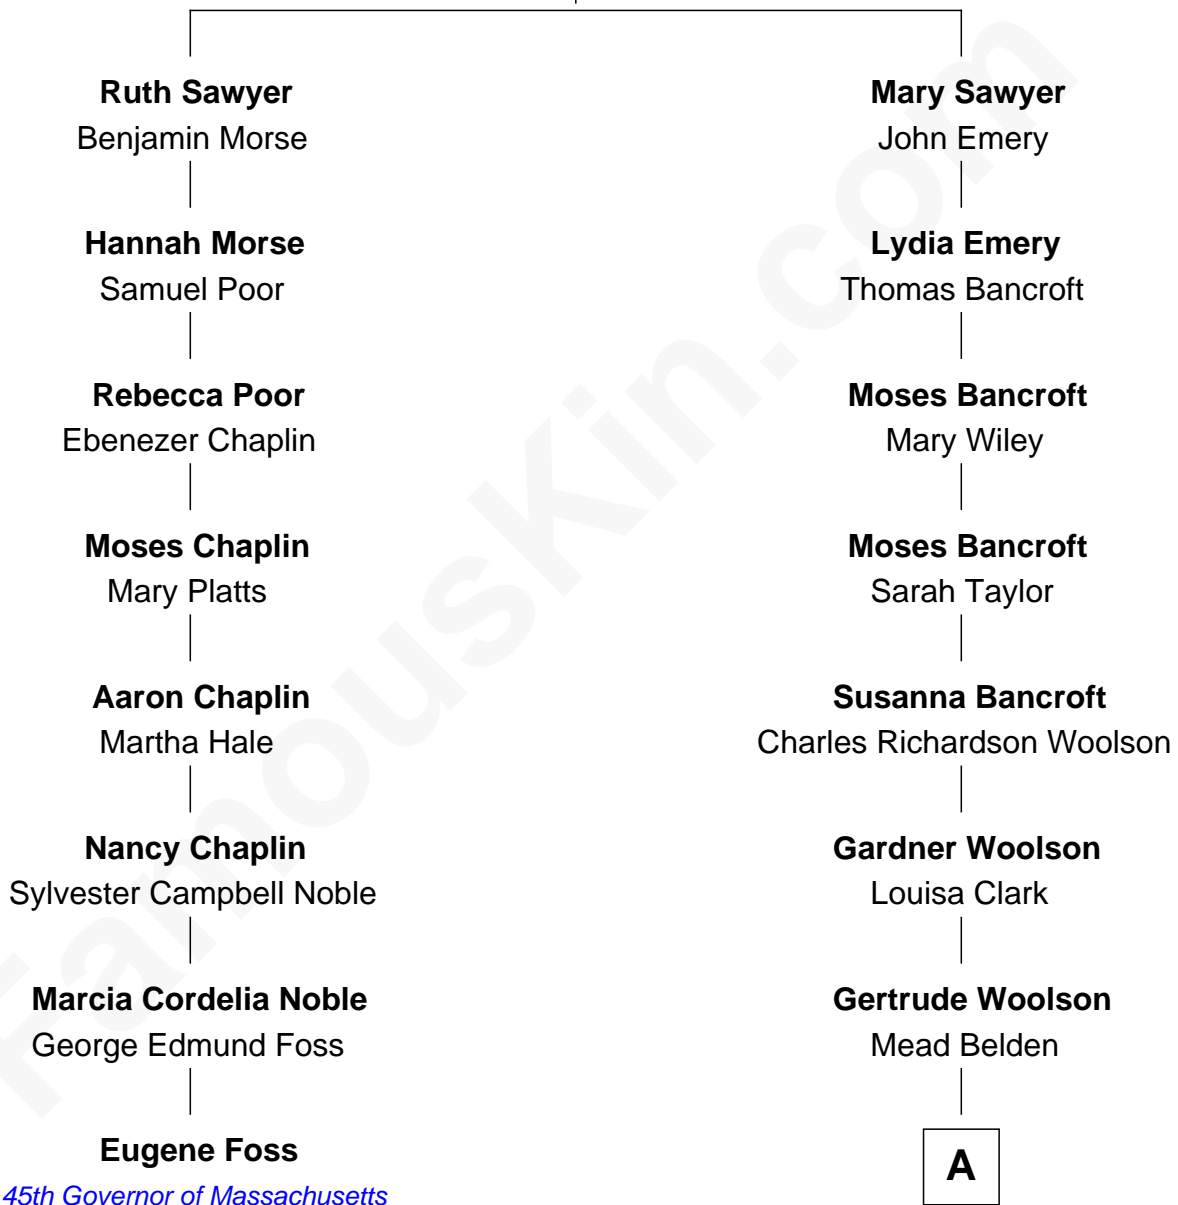 Ruth Sawyer
Benjamin Morse
Mary Sawyer
John Emery
Hannah Morse
Samuel Poor
Lydia Emery
Thomas Bancroft
Rebecca Poor
Ebenezer Chaplin
Moses Bancroft
Mary Wiley
Moses Chaplin
Mary Platts
Moses Bancroft
Sarah Taylor
Aaron Chaplin
Martha Hale
Susanna Bancroft
Charles Richardson Woolson
Nancy Chaplin
Sylvester Campbell Noble
Gardner Woolson
Louisa Clark
Marcia Cordelia Noble
George Edmund Foss
Gertrude Woolson
Mead Belden
Eugene Foss
45th Governor of Massachusetts
A
FamousKin.com